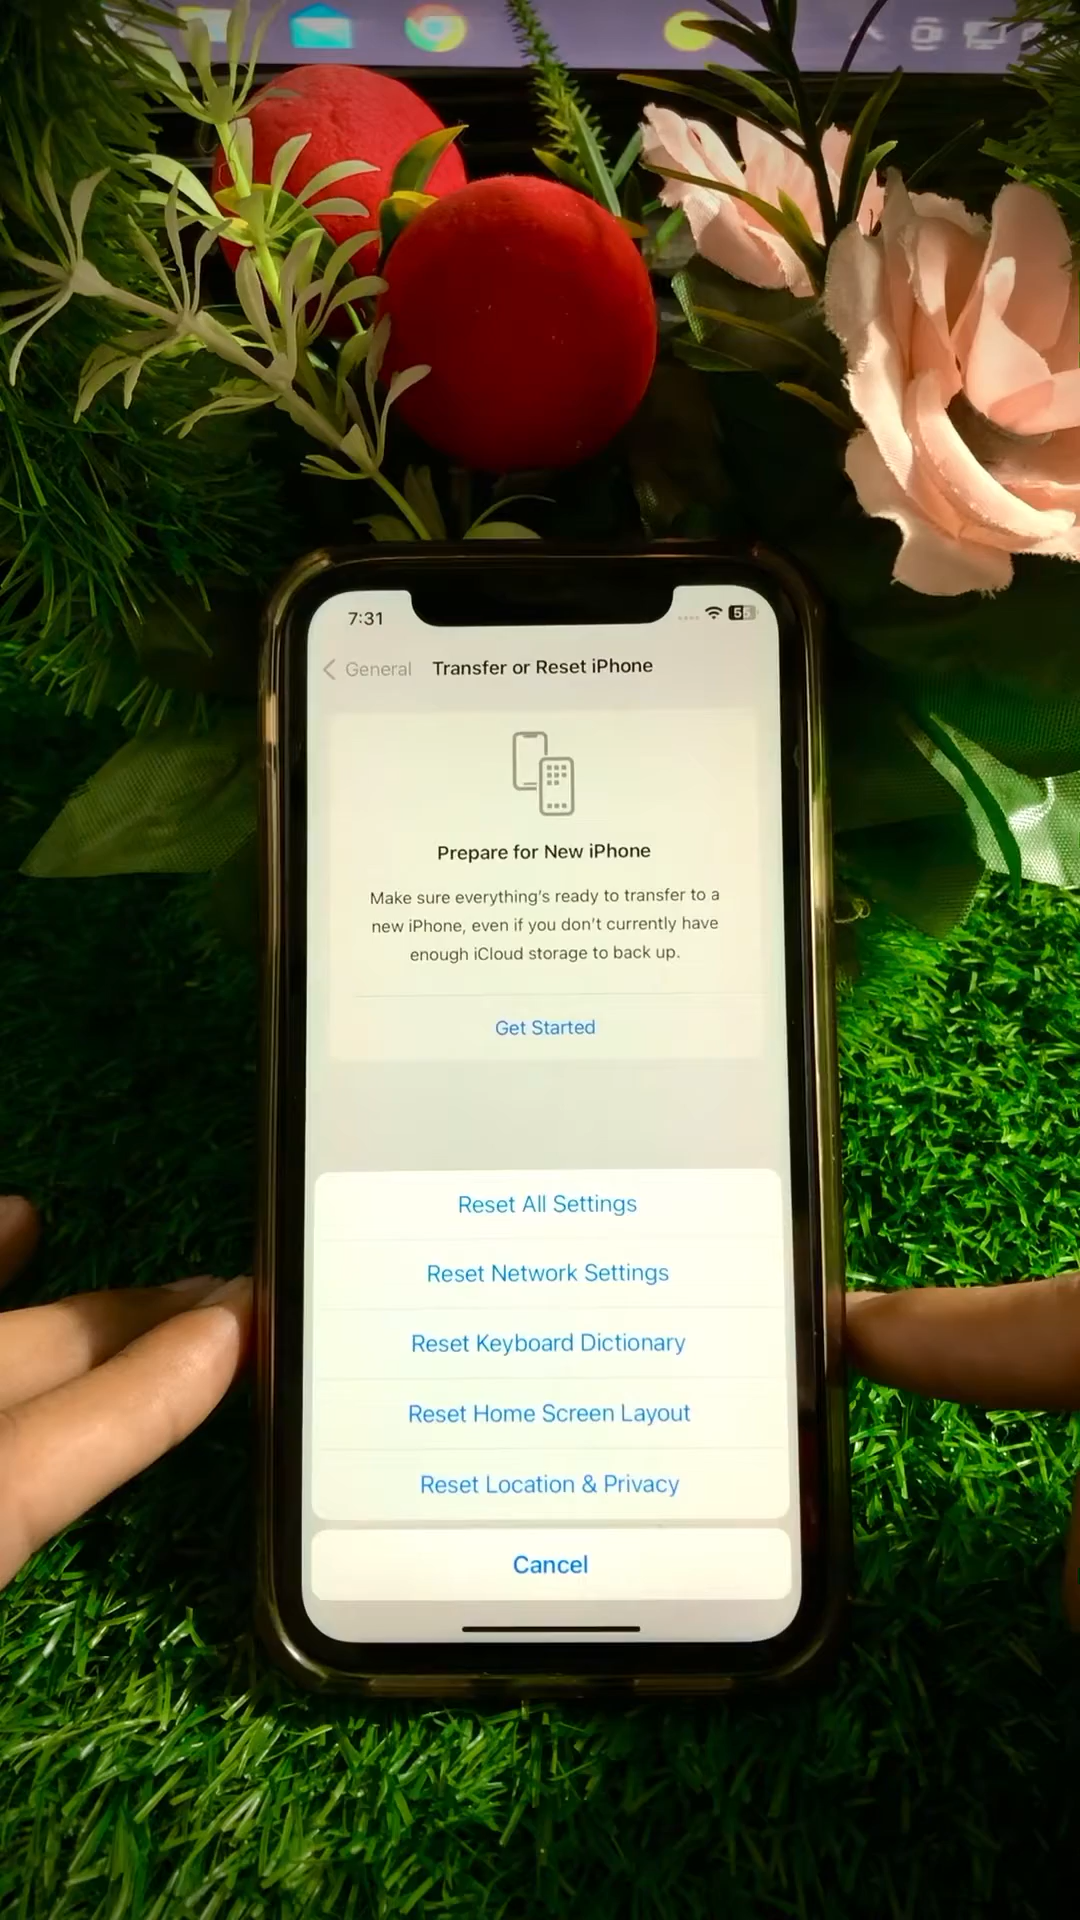 7:31
55
General
Transfer or Reset iPhone
Prepare for New iPhone
Make sure everything's ready to transfer to a
new iPhone, even if you don't currently have
enough iCloud storage to back up.
Get Started
Reset All Settings
Reset Network Settings
Reset Keyboard Dictionary
Reset Home Screen Layout
Reset Location & Privacy
Cancel